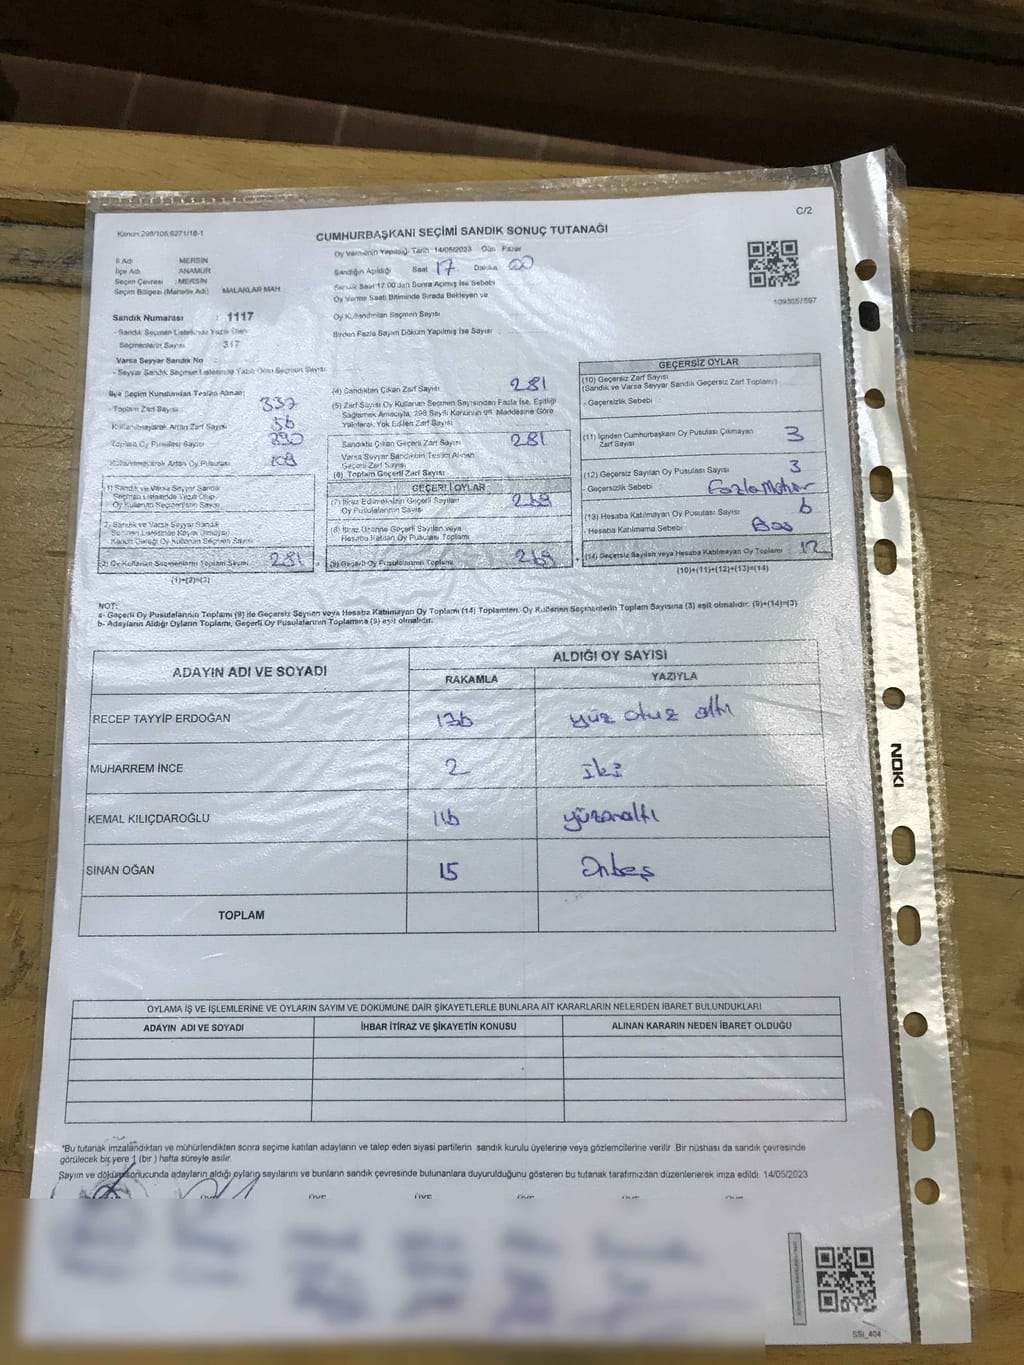 C/2
Kanun:298/105,6271/18-1
CUMHURBAŞKANI SEÇİMİ SANDIK SONUÇ TUTANAĞI
İl Adı : MERSİN
İlçe Adı : ANAMUR
Seçim Çevresi : MERSİN
Seçim Bölgesi (Mahalle Adı) : MALAKLAR MAH
Oy Vermenin Yapıldığı Tarih 14/05/2023 Gün Pazar
Sandığın Açıldığı Saat 17 Dakika 00
Sandık Saat 17.00'den Sonra Açılmış İse Sebebi
Oy Verme Saati Bitiminde Sırada Bekleyen ve
Oy Kullandırılan Seçmen Sayısı
Birden Fazla Sayım Döküm Yapılmış İse Sayısı
1093557597
Sandık Numarası : 1117
- Sandık Seçmen Listesinde Yazılı Olan
Seçmenlerin Sayısı : 317
Varsa Seyyar Sandık No
- Seyyar Sandık Seçmen Listesinde Yazılı Olan Seçmen Sayısı
İlçe Seçim Kurulundan Teslim Alınan
- Toplam Zarf Sayısı 337
Kullanılmayarak Artan Zarf Sayısı 56
Toplam Oy Pusulası Sayısı 390
Kullanılmayarak Artan Oy Pusulası 109
1) Sandık ve Varsa Seyyar Sandık
Seçmen Listesinde Yazılı Olup,
Oy Kullanan Seçmenlerin Sayısı
2) Sandık ve Varsa Seyyar Sandık
Seçmen Listesinde Kaydı Olmayıp
Kanun Gereği Oy Kullanan Seçmen Sayısı
(3) Oy Kullanan Seçmenlerin Toplam Sayısı 281
(1)+(2)=(3)
(4) Sandıktan Çıkan Zarf Sayısı 281
(5) Zarf Sayısı Oy Kullanan Seçmen Sayısından Fazla İse, Eşitliği
Sağlamak Amacıyla, 298 Sayılı Kanunun 98. Maddesine Göre
Yakılarak Yok Edilen Zarf Sayısı
Sandıktan Çıkan Geçerli Zarf Sayısı 281
Varsa Seyyar Sandıktan Teslim Alınan
Geçerli Zarf Sayısı
(6) Toplam Geçerli Zarf Sayısı
GEÇERLİ OYLAR
(7) İtiraz Edilmeksizin Geçerli Sayılan
Oy Pusulalarının Sayısı 269
(8) İtiraz Üzerine Geçerli Sayılan veya
Hesaba Katılan Oy Pusulası Toplamı
(9) Geçerli Oy Pusulalarının Toplamı 269
GEÇERSİZ OYLAR
(10) Geçersiz Zarf Sayısı
(Sandık ve Varsa Seyyar Sandık Geçersiz Zarf Toplamı)
- Geçersizlik Sebebi
(11) İçinden Cumhurbaşkanı Oy Pusulası Çıkmayan
Zarf Sayısı 3
(12) Geçersiz Sayılan Oy Pusulası Sayısı 3
Geçersizlik Sebebi Fazla Mühür
(13) Hesaba Katılmayan Oy Pusulası Sayısı 6
Hesaba Katılmama Sebebi Boş
(14) Geçersiz Sayılan veya Hesaba Katılmayan Oy Toplamı 12
(10)+(11)+(12)+(13)=(14)
NOT:
a- Geçerli Oy Pusulalarının Toplamı (9) ile Geçersiz Sayılan veya Hesaba Katılmayan Oy Toplamı (14) Toplamları, Oy Kullanan Seçmenlerin Toplam Sayısına (3) eşit olmalıdır. (9)+(14)=(3)
b- Adayların Aldığı Oyların Toplamı, Geçerli Oy Pusulalarının Toplamına (9) eşit olmalıdır.
ADAYIN ADI VE SOYADI
ALDIĞI OY SAYISI
RAKAMLA YAZIYLA
RECEP TAYYİP ERDOĞAN 136 yüz otuz altı
MUHARREM İNCE 2 iki
KEMAL KILIÇDAROĞLU 116 yüzonaltı
SİNAN OĞAN 15 Onbeş
TOPLAM
OYLAMA İŞ VE İŞLEMLERİNE VE OYLARIN SAYIM VE DÖKÜMÜNE DAİR ŞİKAYETLERLE BUNLARA AİT KARARLARIN NELERDEN İBARET BULUNDUKLARI
ADAYIN ADI VE SOYADI İHBAR İTİRAZ VE ŞİKAYETİN KONUSU ALINAN KARARIN NEDEN İBARET OLDUĞU
*Bu tutanak imzalandıktan ve mühürlendikten sonra seçime katılan adayların ve talep eden siyasi partilerin sandık kurulu üyelerine veya gözlemcilerine verilir. Bir nüshası da sandık çevresinde
görülecek bir yere 1 (bir ) hafta süreyle asılır.
Sayım ve döküm sonucunda adayların aldığı oyların sayılarını ve bunların sandık çevresinde bulunanlara duyurulduğunu gösteren bu tutanak tarafımızdan düzenlenerek imza edildi. 14/05/2023
ÜYE ÜYE ÜYE ÜYE ÜYE ÜYE
SSI_404
NOKI